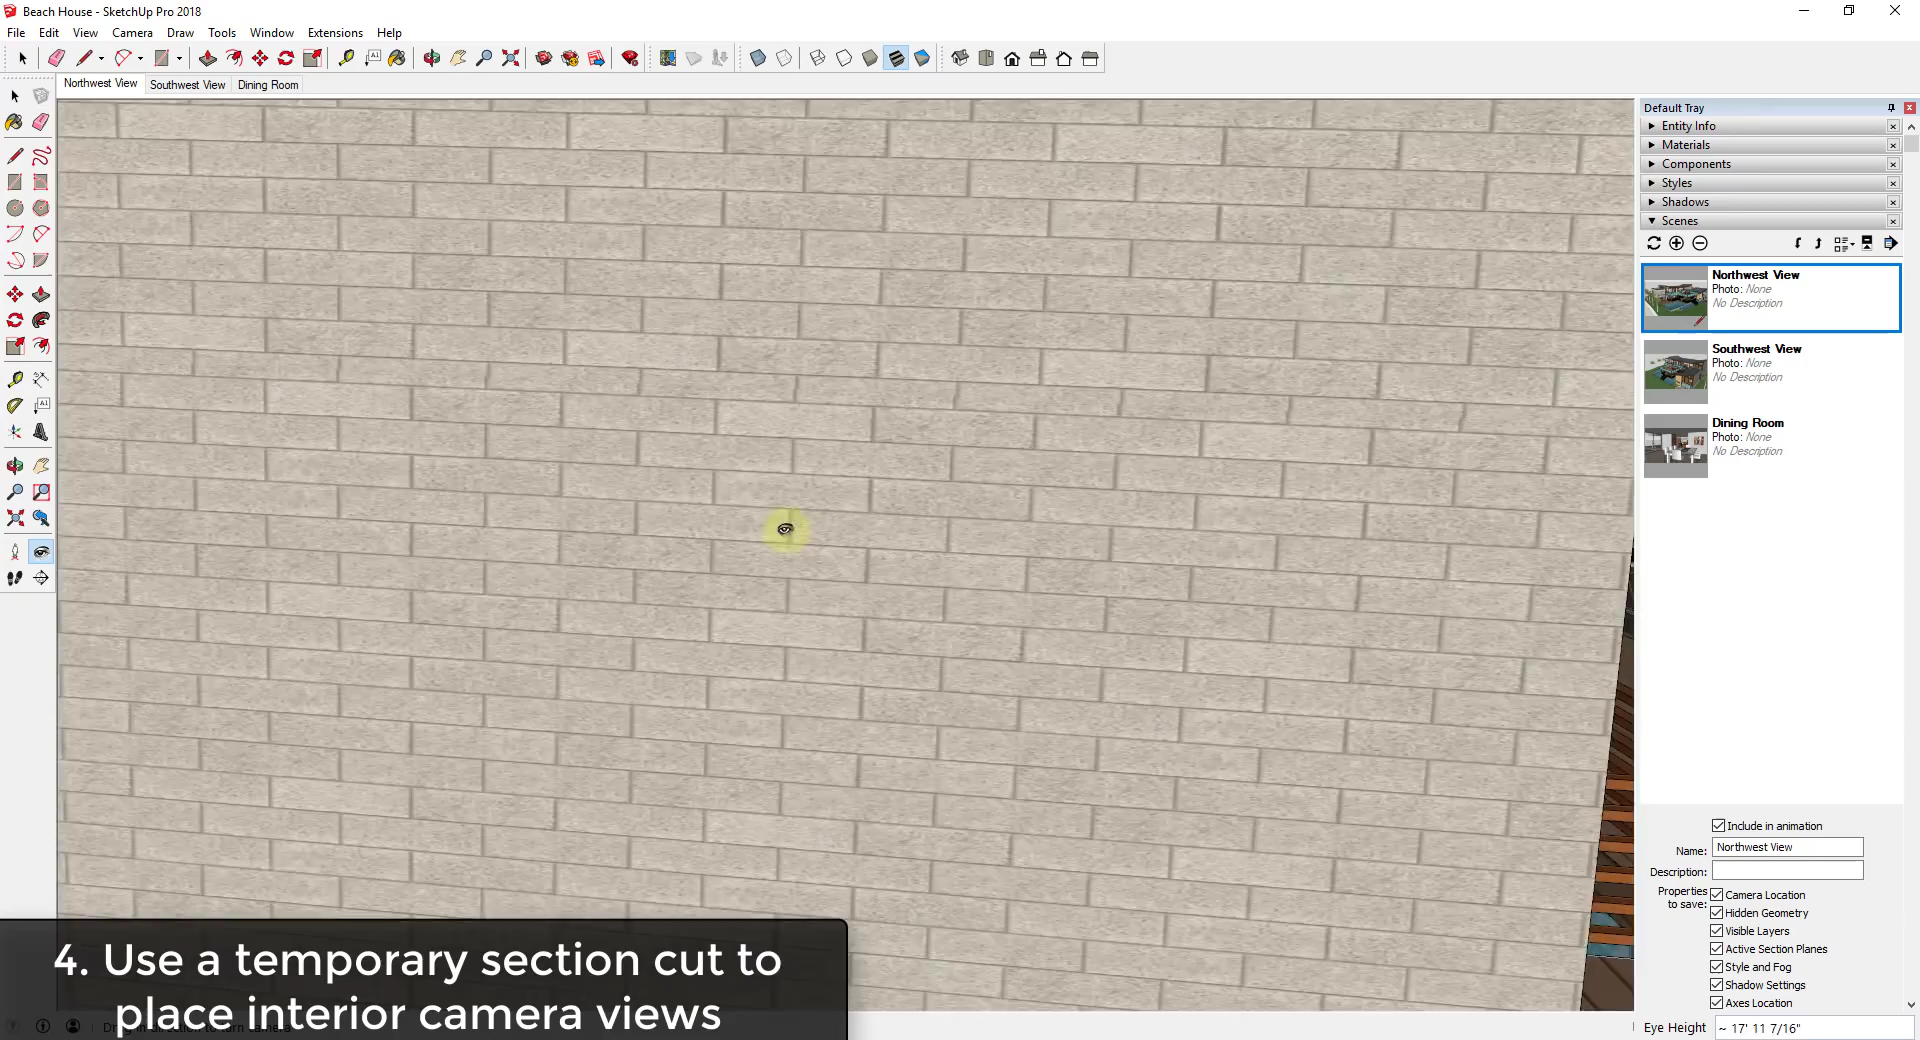 Beach House - SketchUp Pro 2018
File Edit View Camera Draw Tools Window Extensions Help
Northwest View Southwest View Dining Room
Default Tray
Entity Info
Materials
Components
Styles
Shadows
Scenes
Northwest View
Photo: None
No Description
Southwest View
Photo: None
No Description
Dining Room
Photo: None
No Description
Include in animation
Name: Northwest View
Description:
Properties to save:
Camera Location
Hidden Geometry
Visible Layers
Active Section Planes
Style and Fog
Shadow Settings
Axes Location
4. Use a temporary section cut to
place interior camera views
Eye Height ~ 17' 11 7/16"